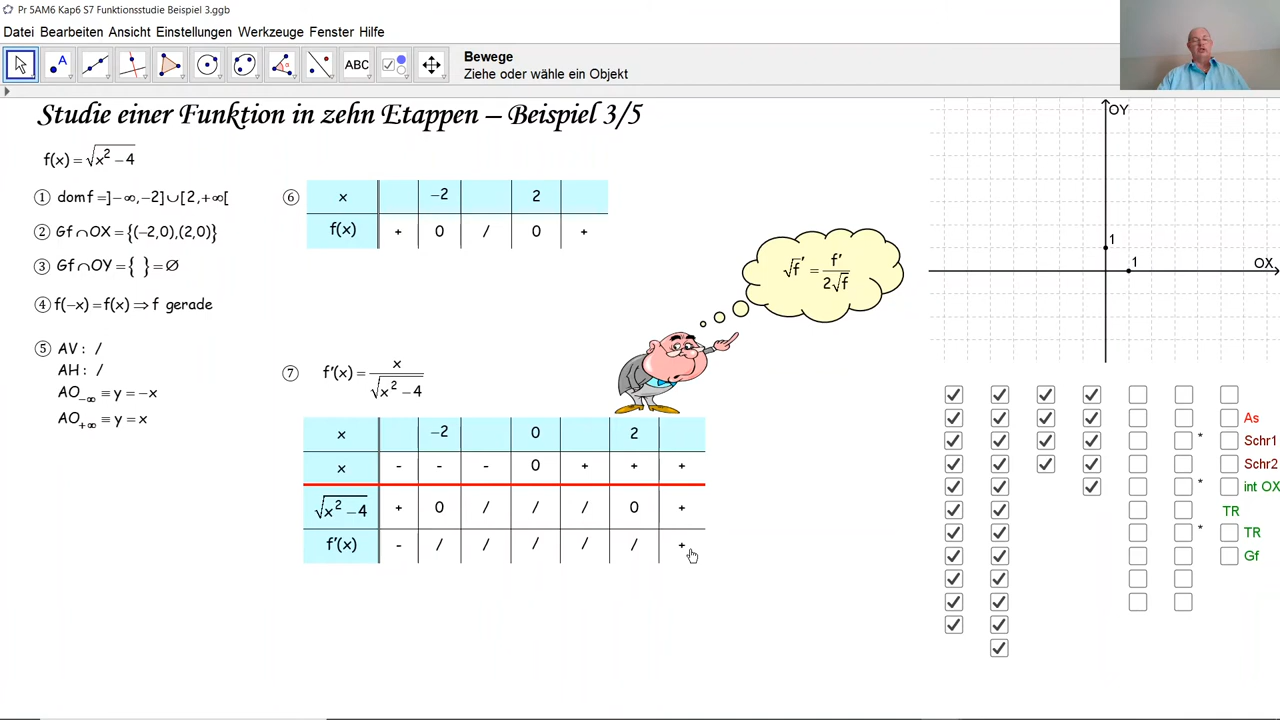 Pr 5AM6 Kap6 S7 Funktionsstudie Beispiel 3.ggb
Datei Bearbeiten Ansicht Einstellungen Werkzeuge Fenster Hilfe
A ABC
Bewege
Ziehe oder wähle ein Objekt
Studie einer Funktion in zehn Etappen – Beispiel 3/5
f(x) = √(x² – 4)
① dom f = ]–∞, –2] ∪ [2, +∞[
② Gf ∩ OX = {(–2,0),(2,0)}
③ Gf ∩ OY = { } = ∅
④ f(–x) = f(x) ⇒ f gerade
⑤ AV : /
AH : /
AO₋∞ ≡ y = –x
AO₊∞ ≡ y = x
⑥
x –2 2
f(x) + 0 / 0 +
√f′ = f′ / 2√f
⑦ f′(x) = x / √(x² – 4)
x –2 0 2
x - - - 0 + + +
√(x² – 4) + 0 / / / 0 +
f′(x) - / / / / / +
OY
1
1
OX
As
* Schr1
Schr2
* int OX
TR
* TR
Gf